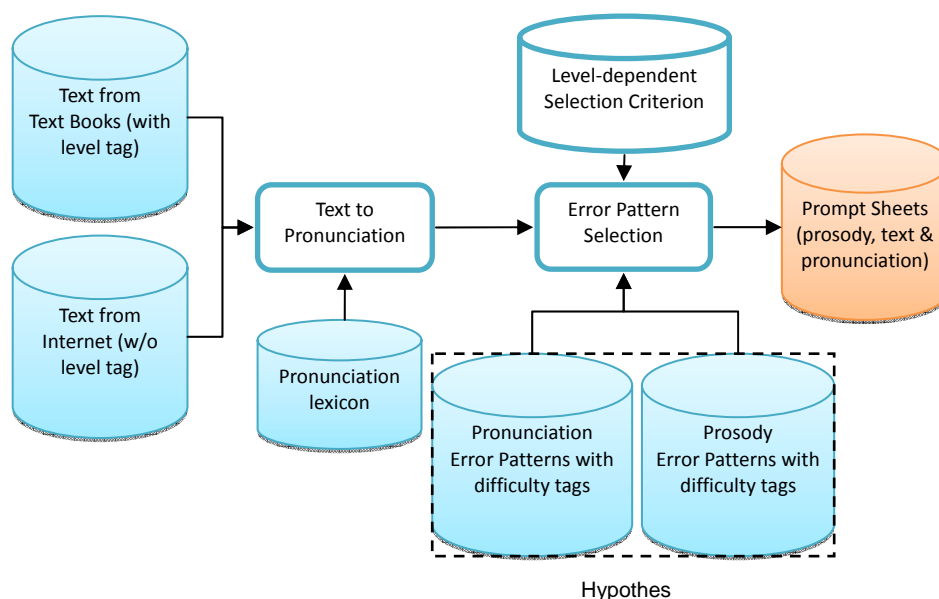 Text from
Text Books (with
level tag)
Level-dependent
Selection Criterion
Text to
Pronunciation
Error Pattern
Selection
Prompt Sheets
(prosody, text &
pronunciation)
Text from
Internet (w/o
level tag)
Pronunciation
lexicon
Pronunciation
Error Patterns with
difficulty tags
Prosody
Error Patterns with
difficulty tags
Hypothes